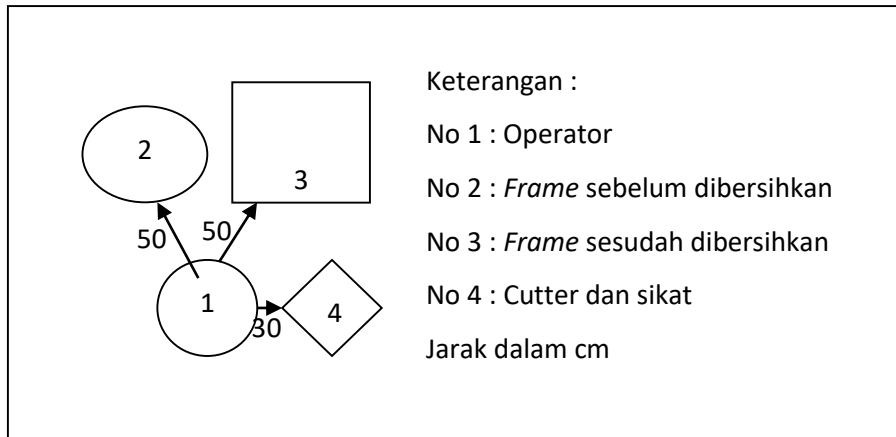 2
3
50
50
1
30
4
Keterangan :
No 1 : Operator
No 2 : Frame sebelum dibersihkan
No 3 : Frame sesudah dibersihkan
No 4 : Cutter dan sikat
Jarak dalam cm